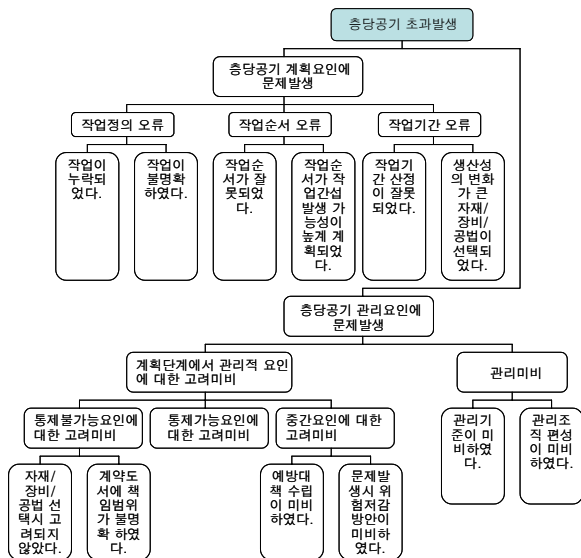 층당공기 초과발생
층당공기 계획요인에
문제발생
작업정의 오류
작업순서 오류
작업기간 오류
작업이
누락되
었다.
작업이
불명확
하였다.
작업순
서가 잘
못되었
다.
작업순
서가 작
업간섭
발생 가
능성이
높게 계
획되었
다.
작업기
간 산정
이 잘못
되었다.
생산성
의 변화
가 큰
자재/
장비/
공법이
선택되
었다.
층당공기 관리요인에
문제발생
계획단계에서 관리적 요인
에 대한 고려미비
관리미비
통제불가능요인에
대한 고려미비
통제가능요인에
대한 고려미비
중간요인에 대한
고려미비
관리기
준이 미
비하였
다.
관리조
직 편성
이 미비
하였다.
자재/
장비/
공법 선
택시 고
려되지
않았다.
계약도
서에 책
임범위
가 불명
확 하였
다.
예방대
책 수립
이 미비
하였다.
문제발
생시 위
험저감
방안이
미비하
였다.